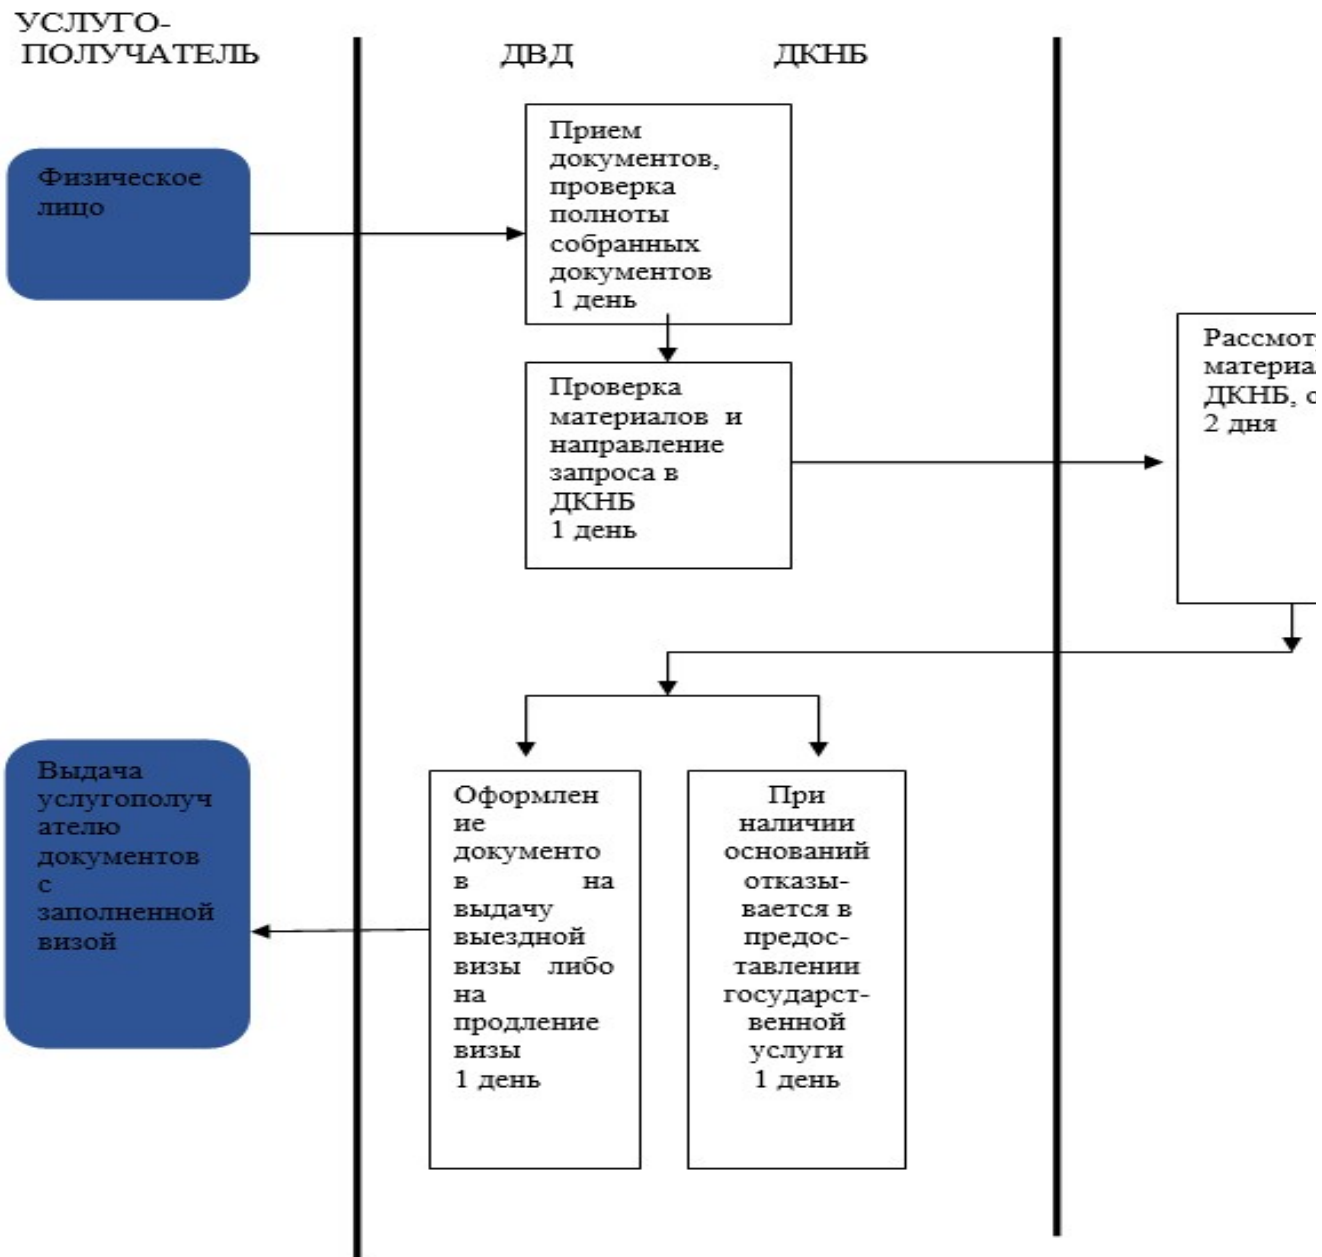 УСЛУГО-
ПОЛУЧАТЕЛЬ
ДВД
ДКНБ
Физическое
лицо
Прием
документов,
проверка
полноты
собранных
документов
1 день
Проверка
материалов и
направление
запроса в
ДКНБ
1 день
Рассмот
материа
ДКНБ, с
2 дня
Выдача
услугополуч
ателю
документов
с
заполненной
визой
Оформлен
ие
документо
в на
выдачу
выездной
визы либо
на
продление
визы
1 день
При
наличии
оснований
отказы-
вается в
предос-
тавлении
государст-
венной
услуги
1 день